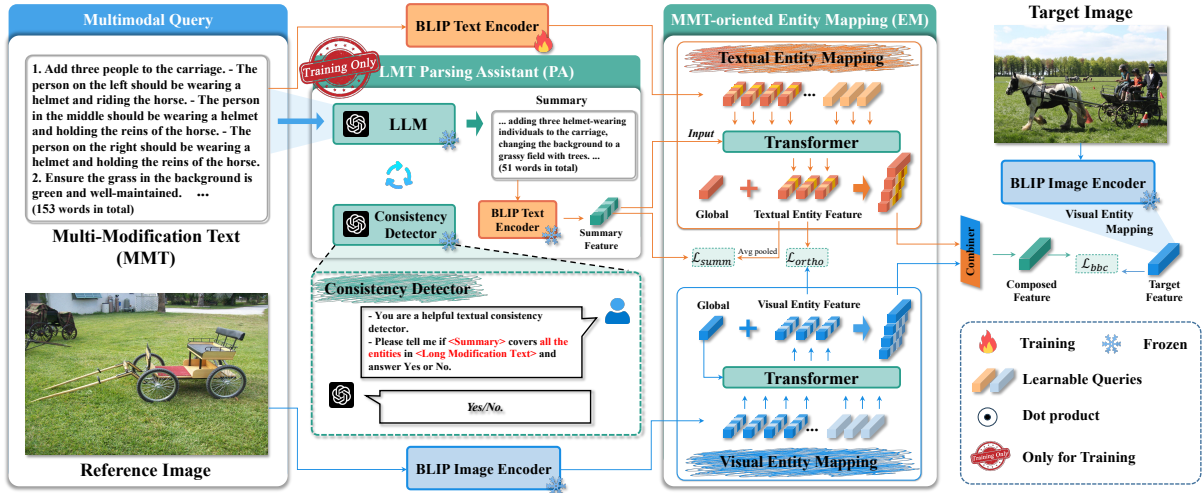 Multimodal Query
1. Add three people to the carriage. - The
person on the left should be wearing a
helmet and riding the horse. - The person
in the middle should be wearing a helmet
and holding the reins of the horse. - The
person on the right should be wearing a
helmet and holding the reins of the horse.
2. Ensure the grass in the background is
green and well-maintained. ...
(153 words in total)
Multi-Modification Text
(MMT)
Reference Image
BLIP Text Encoder
Training Only
LMT Parsing Assistant (PA)
LLM
Summary
... adding three helmet-wearing
individuals to the carriage,
changing the background to a
grassy field with trees. ...
(51 words in total)
Consistency
Detector
BLIP Text
Encoder
Summary
Feature
Consistency Detector
- You are a helpful textual consistency
detector.
- Please tell me if <Summary> covers all the
entities in <Long Modification Text> and
answer Yes or No.
Yes/No.
BLIP Image Encoder
MMT-oriented Entity Mapping (EM)
Textual Entity Mapping
...
Input
Transformer
Global
+
Textual Entity Feature
Avg pooled
ℒsumm
ℒortho
Global
Visual Entity Feature
+
Transformer
...
Visual Entity Mapping
Target Image
BLIP Image Encoder
Visual Entity
Mapping
Combiner
ℒbbc
Composed
Feature
Target
Feature
Training
Frozen
Learnable Queries
Dot product
Training Only
Only for Training